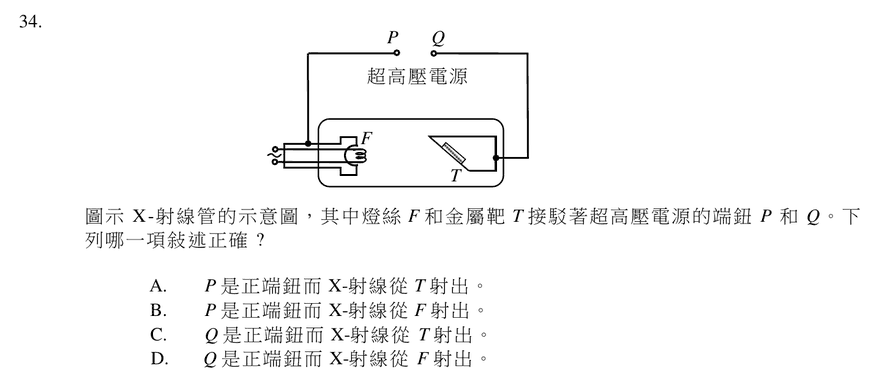 34.
P Q
超高壓電源
F
~
T
圖示 X-射線管的示意圖，其中燈絲 F 和金屬靶 T 接駁著超高壓電源的端鈕 P 和 Q。下
列哪一項敍述正確？
A. P 是正端鈕而 X-射線從 T 射出。
B. P 是正端鈕而 X-射線從 F 射出。
C. Q 是正端鈕而 X-射線從 T 射出。
D. Q 是正端鈕而 X-射線從 F 射出。